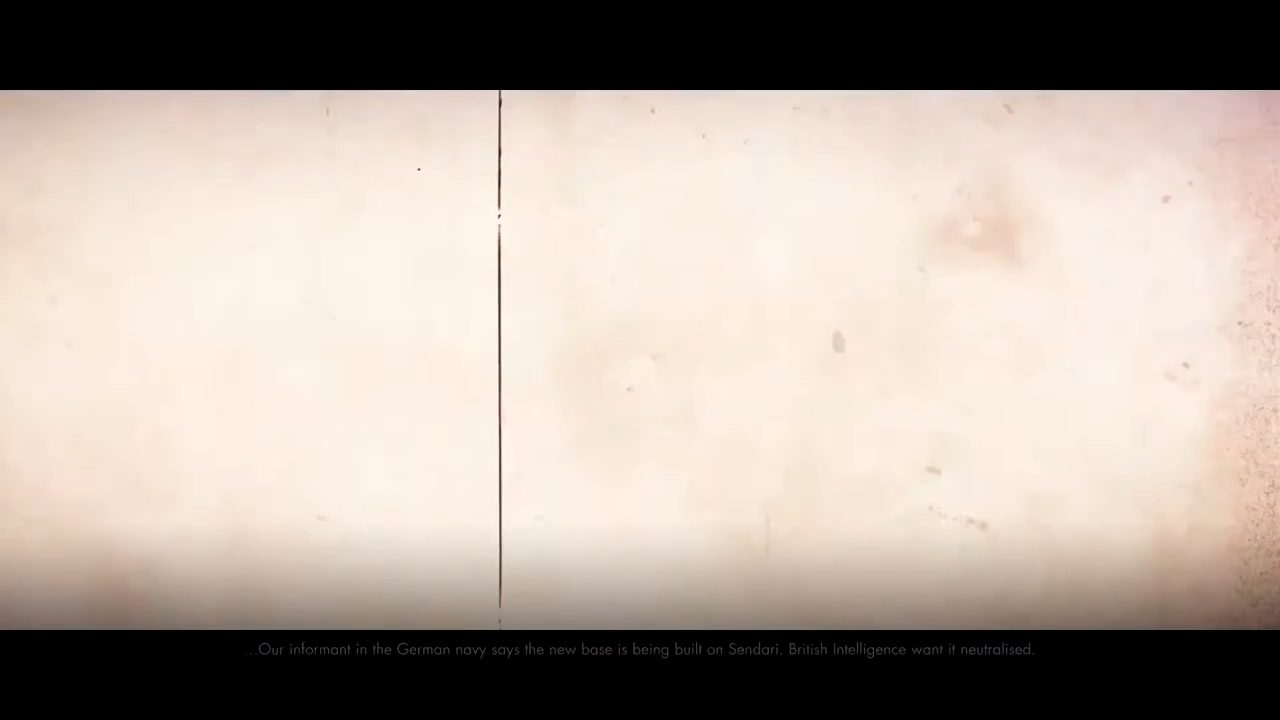 ...Our informant in the German navy says the new base is being built on Sendari. British Intelligence want it neutralised.